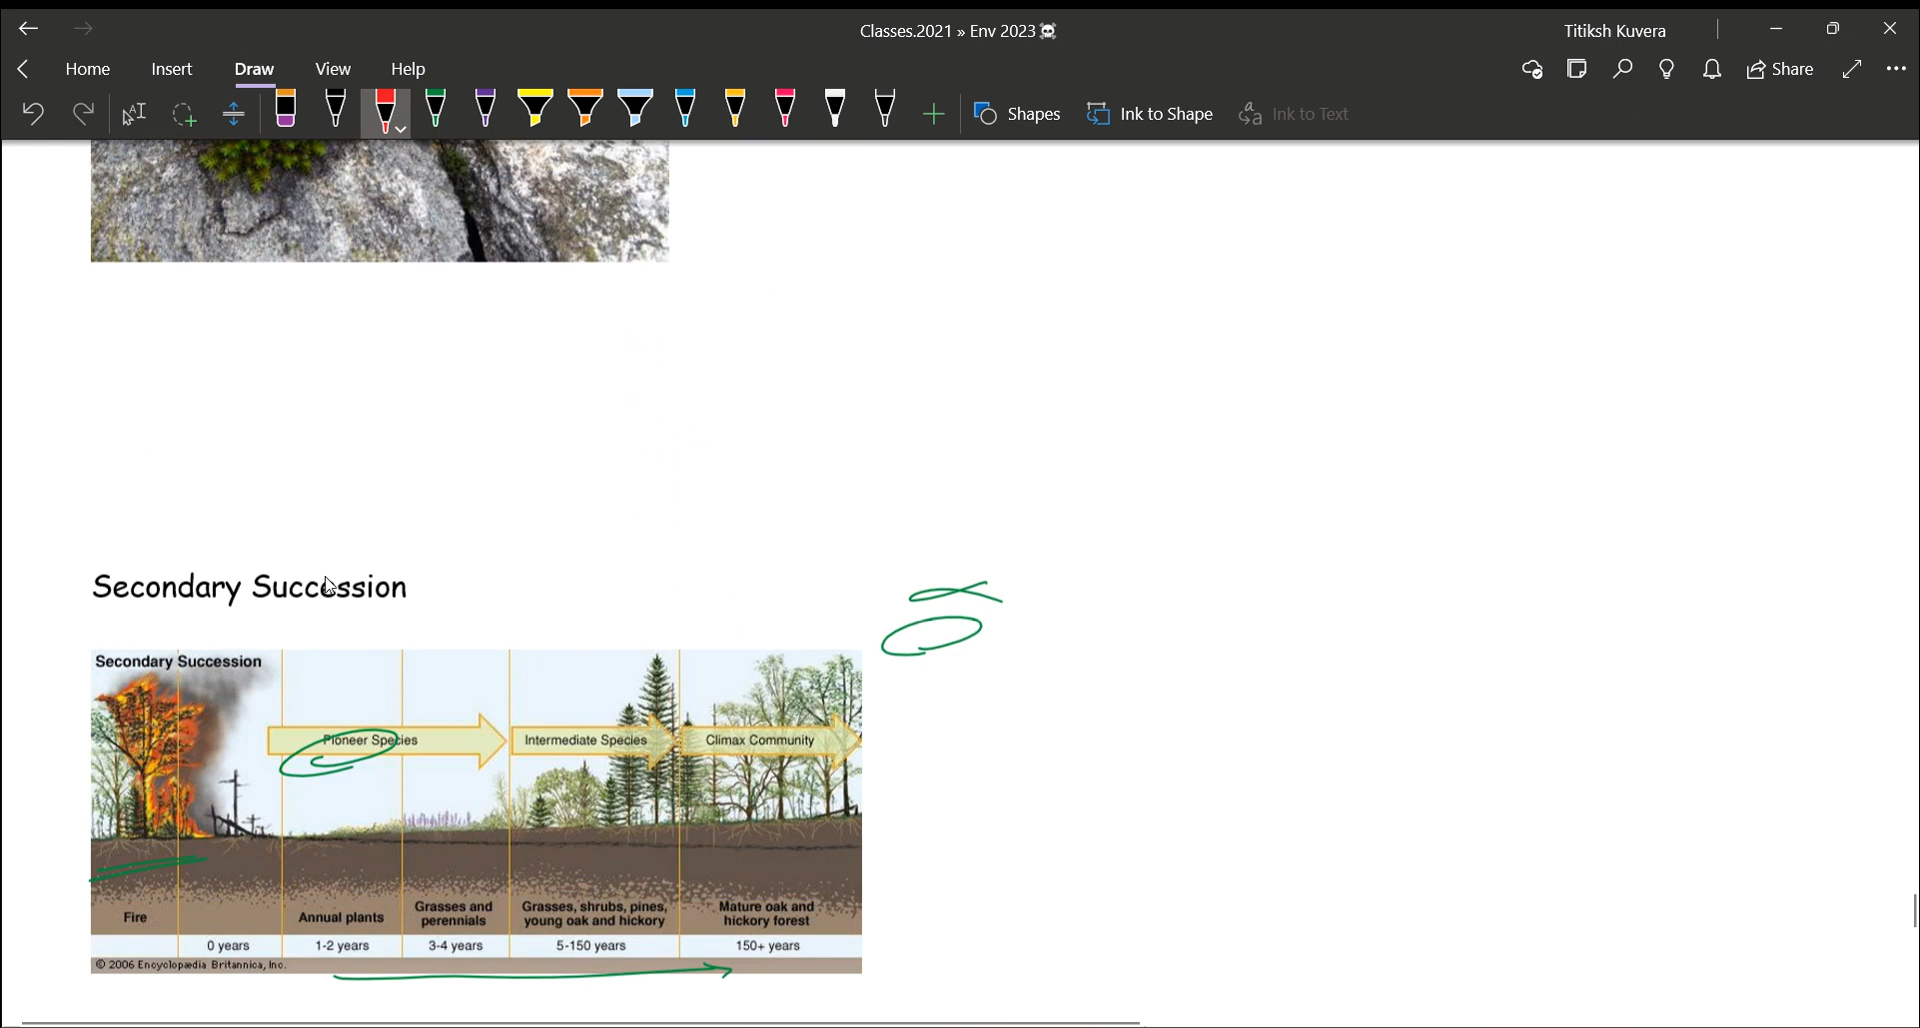 Classes.2021 » Env 2023☠
Titiksh Kuvera
Home Insert Draw View Help
Share
Shapes Ink to Shape Ink to Text
Secondary Succession
Secondary Succession
Pioneer Species Intermediate Species Climax Community
Fire
Annual plants
Grasses and
perennials
Grasses, shrubs, pines,
young oak and hickory
Mature oak and
hickory forest
0 years 1-2 years 3-4 years 5-150 years 150+ years
© 2006 Encyclopædia Britannica, Inc.